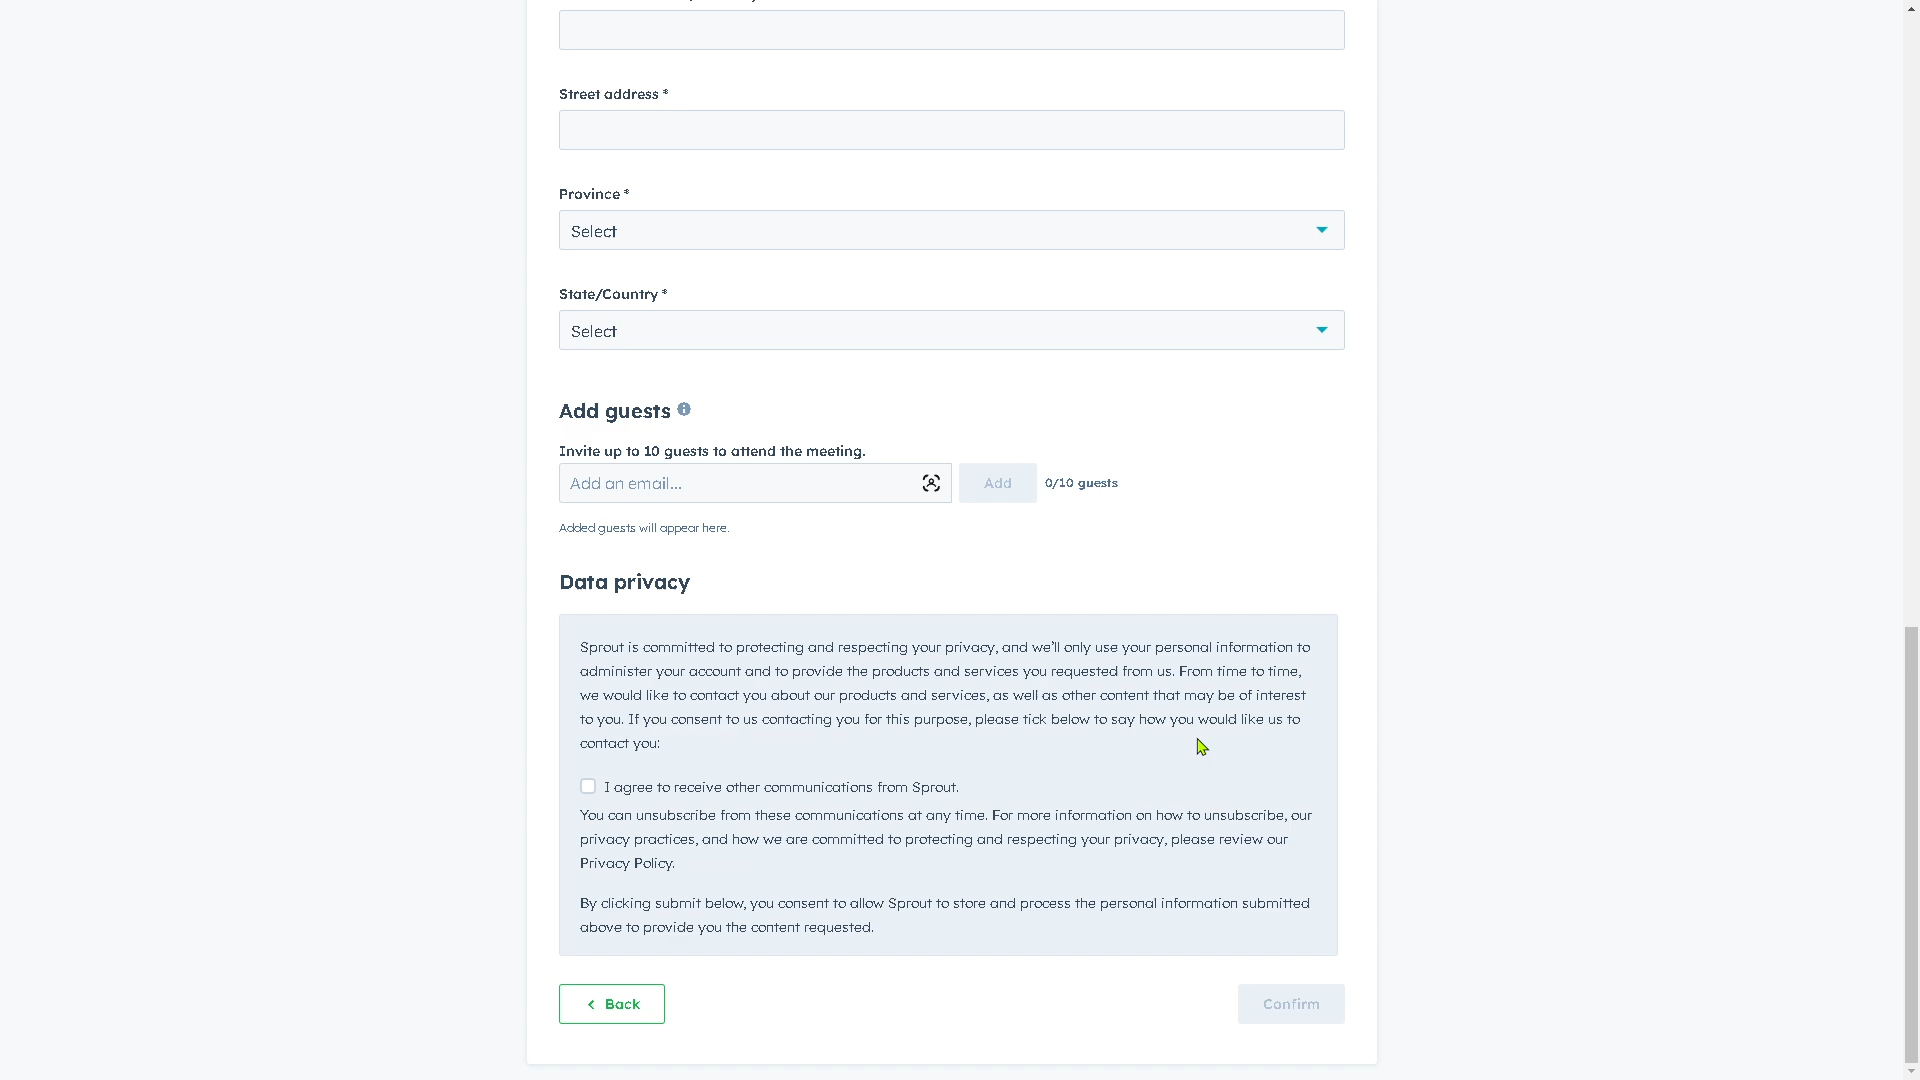 Street address *
Province *
Select
State/Country *
Select
Add guests
Invite up to 10 guests to attend the meeting.
Add an email...
Add
0/10 guests
Added guests will appear here.
Data privacy
Sprout is committed to protecting and respecting your privacy, and we'll only use your personal information to
administer your account and to provide the products and services you requested from us. From time to time,
we would like to contact you about our products and services, as well as other content that may be of interest
to you. If you consent to us contacting you for this purpose, please tick below to say how you would like us to
contact you:
I agree to receive other communications from Sprout.
You can unsubscribe from these communications at any time. For more information on how to unsubscribe, our
privacy practices, and how we are committed to protecting and respecting your privacy, please review our
Privacy Policy.
By clicking submit below, you consent to allow Sprout to store and process the personal information submitted
above to provide you the content requested.
Back
Confirm